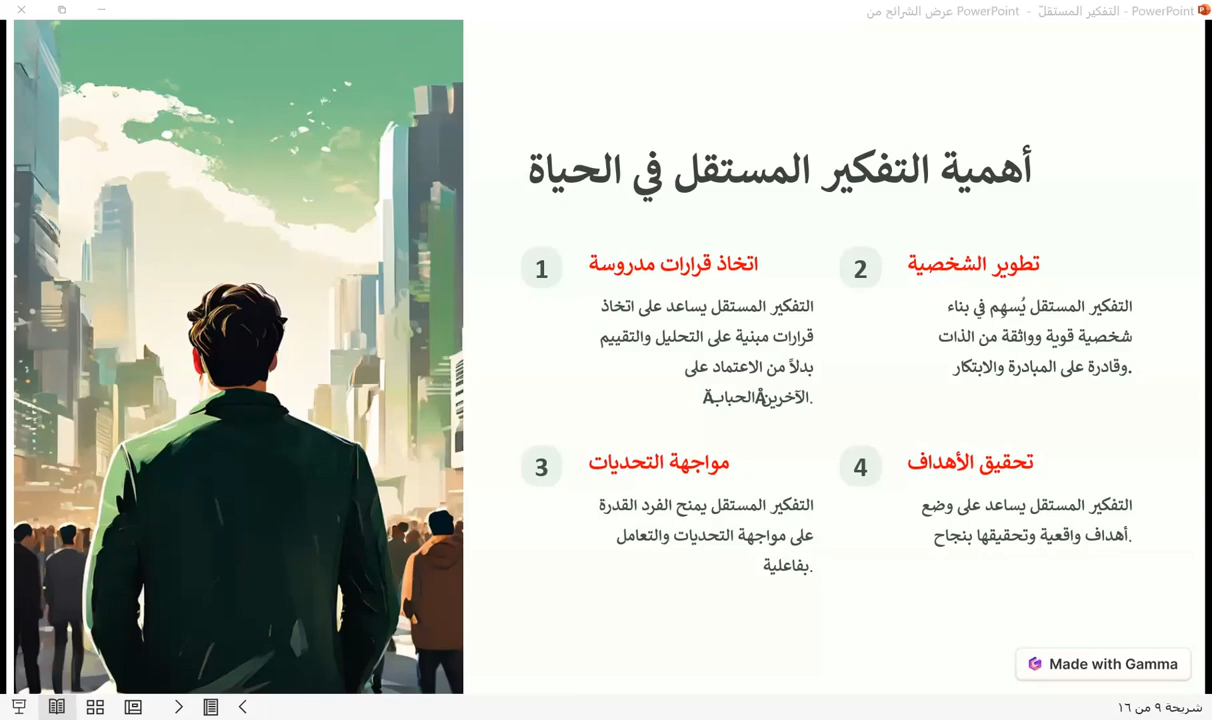 PowerPoint - التفكير المستقلّ - PowerPoint عرض الشرائح من
أهمية التفكير المستقل في الحياة
1
اتخاذ قرارات مدروسة
التفكير المستقل يساعد على اتخاذ
قرارات مبنية على التحليل والتقييم
بدلاً من الاعتماد على
2
تطوير الشخصية
التفكير المستقل يُسهِم في بناء
شخصية قوية وواثقة من الذات
.وقادرة على المبادرة والابتكار
3
مواجهة التحديات
التفكير المستقل يمنح الفرد القدرة
على مواجهة التحديات والتعامل
.بفاعلية
4
تحقيق الأهداف
التفكير المستقل يساعد على وضع
.أهداف واقعية وتحقيقها بنجاح
Made with Gamma
شريحة ٩ من ١٦